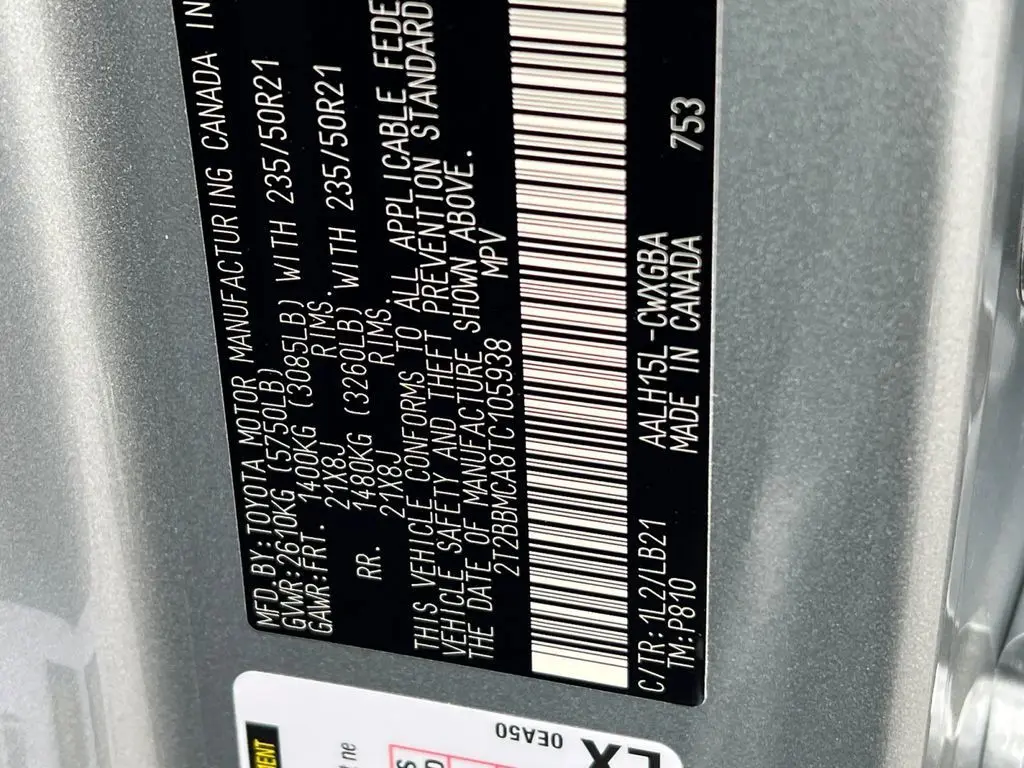 MFD.BY:TOYOTA MOTOR MANUFACTURING CANADA IN
GVWR:2610KG (5750LB)
GAWR:FRT. 1400KG (3085LB) WITH 235/50R21
21X8J RIMS.
RR. 1480KG (3260LB) WITH 235/50R21
21X8J RIMS.
THIS VEHICLE CONFORMS TO ALL APPLICABLE FEDE
VEHICLE SAFETY AND THEFT PREVENTION STANDARD
THE DATE OF MANUFACTURE SHOWN ABOVE.
2T2BBMCA8TC105938 MPV
C/TR:1L2/LB21 AALH15L-CWXGBA 753
TM:P810 MADE IN CANADA
0EA50